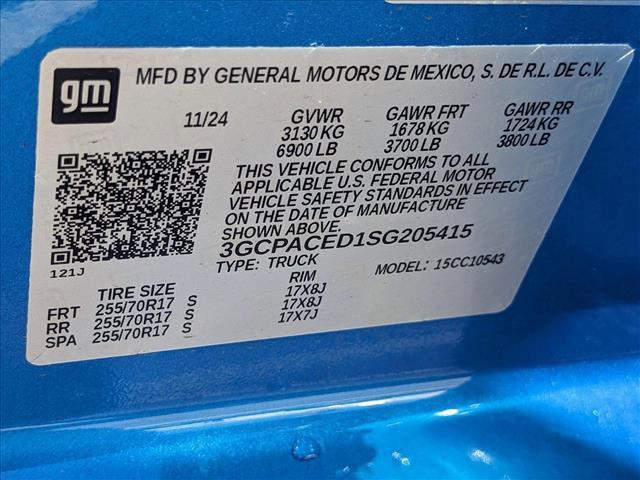 gm
MFD BY GENERAL MOTORS DE MEXICO, S. DE R.L. DE C.V.
11/24 GVWR GAWR FRT GAWR RR
3130 KG 1678 KG 1724 KG
6900 LB 3700 LB 3800 LB
THIS VEHICLE CONFORMS TO ALL
APPLICABLE U.S. FEDERAL MOTOR
VEHICLE SAFETY STANDARDS IN EFFECT
ON THE DATE OF MANUFACTURE
SHOWN ABOVE.
3GCPACED1SG205415
121J
TYPE: TRUCK MODEL: 15CC10543
TIRE SIZE RIM
FRT 255/70R17 S 17X8J
RR 255/70R17 S 17X8J
SPA 255/70R17 S 17X7J